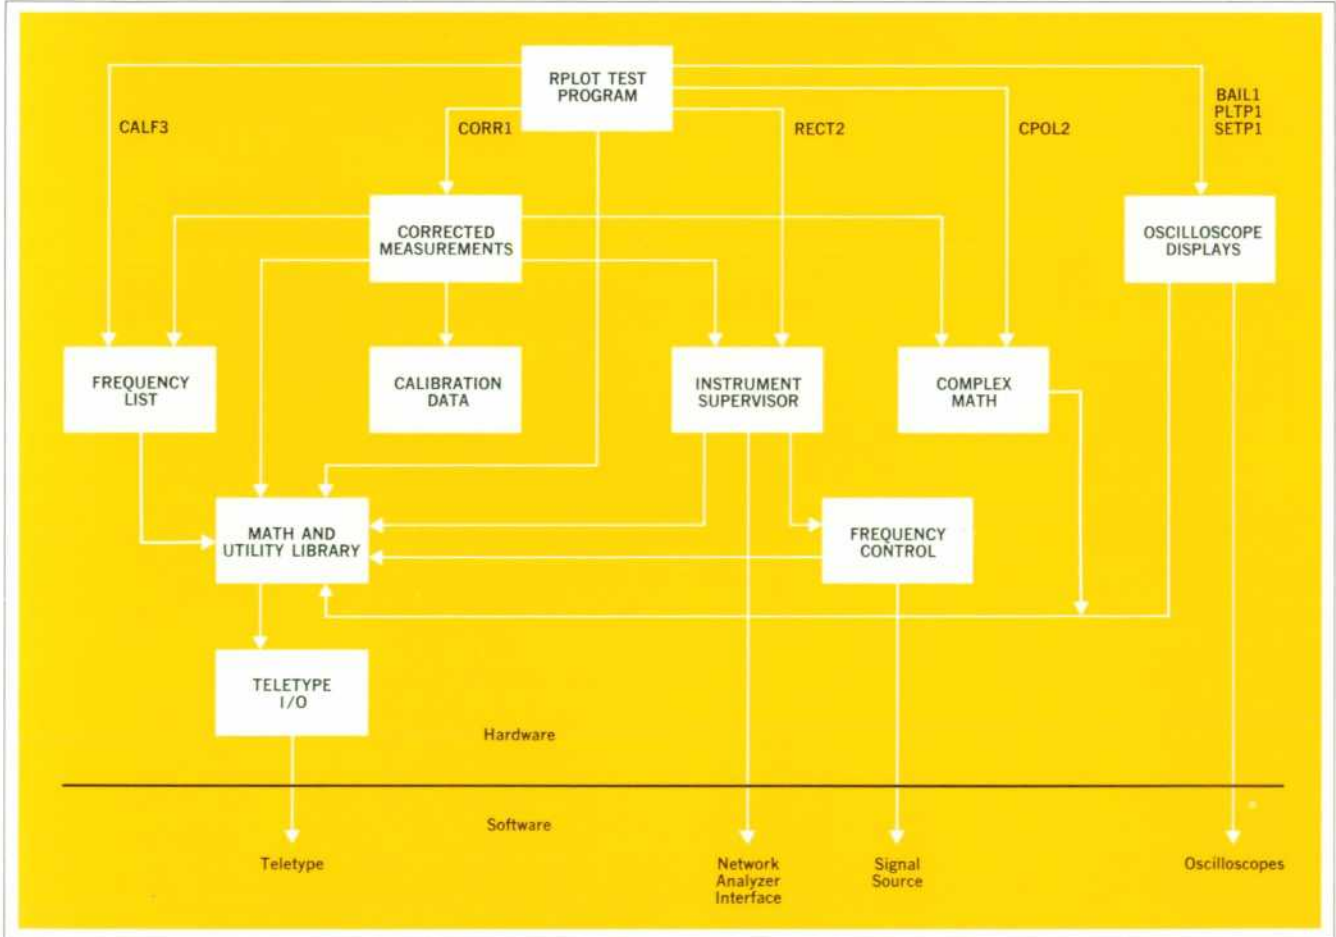 RPLOT TEST
PROGRAM
CALF3
CORR1
RECT2
CPOL2
BAIL1
PLTP1
SETP1
CORRECTED
MEASUREMENTS
OSCILLOSCOPE
DISPLAYS
FREQUENCY
LIST
CALIBRATION
DATA
INSTRUMENT
SUPERVISOR
COMPLEX
MATH
MATH AND
UTILITY LIBRARY
FREQUENCY
CONTROL
TELETYPE
I/O
Hardware
Software
Teletype
Network
Analyzer
Interface
Signal
Source
Oscilloscopes